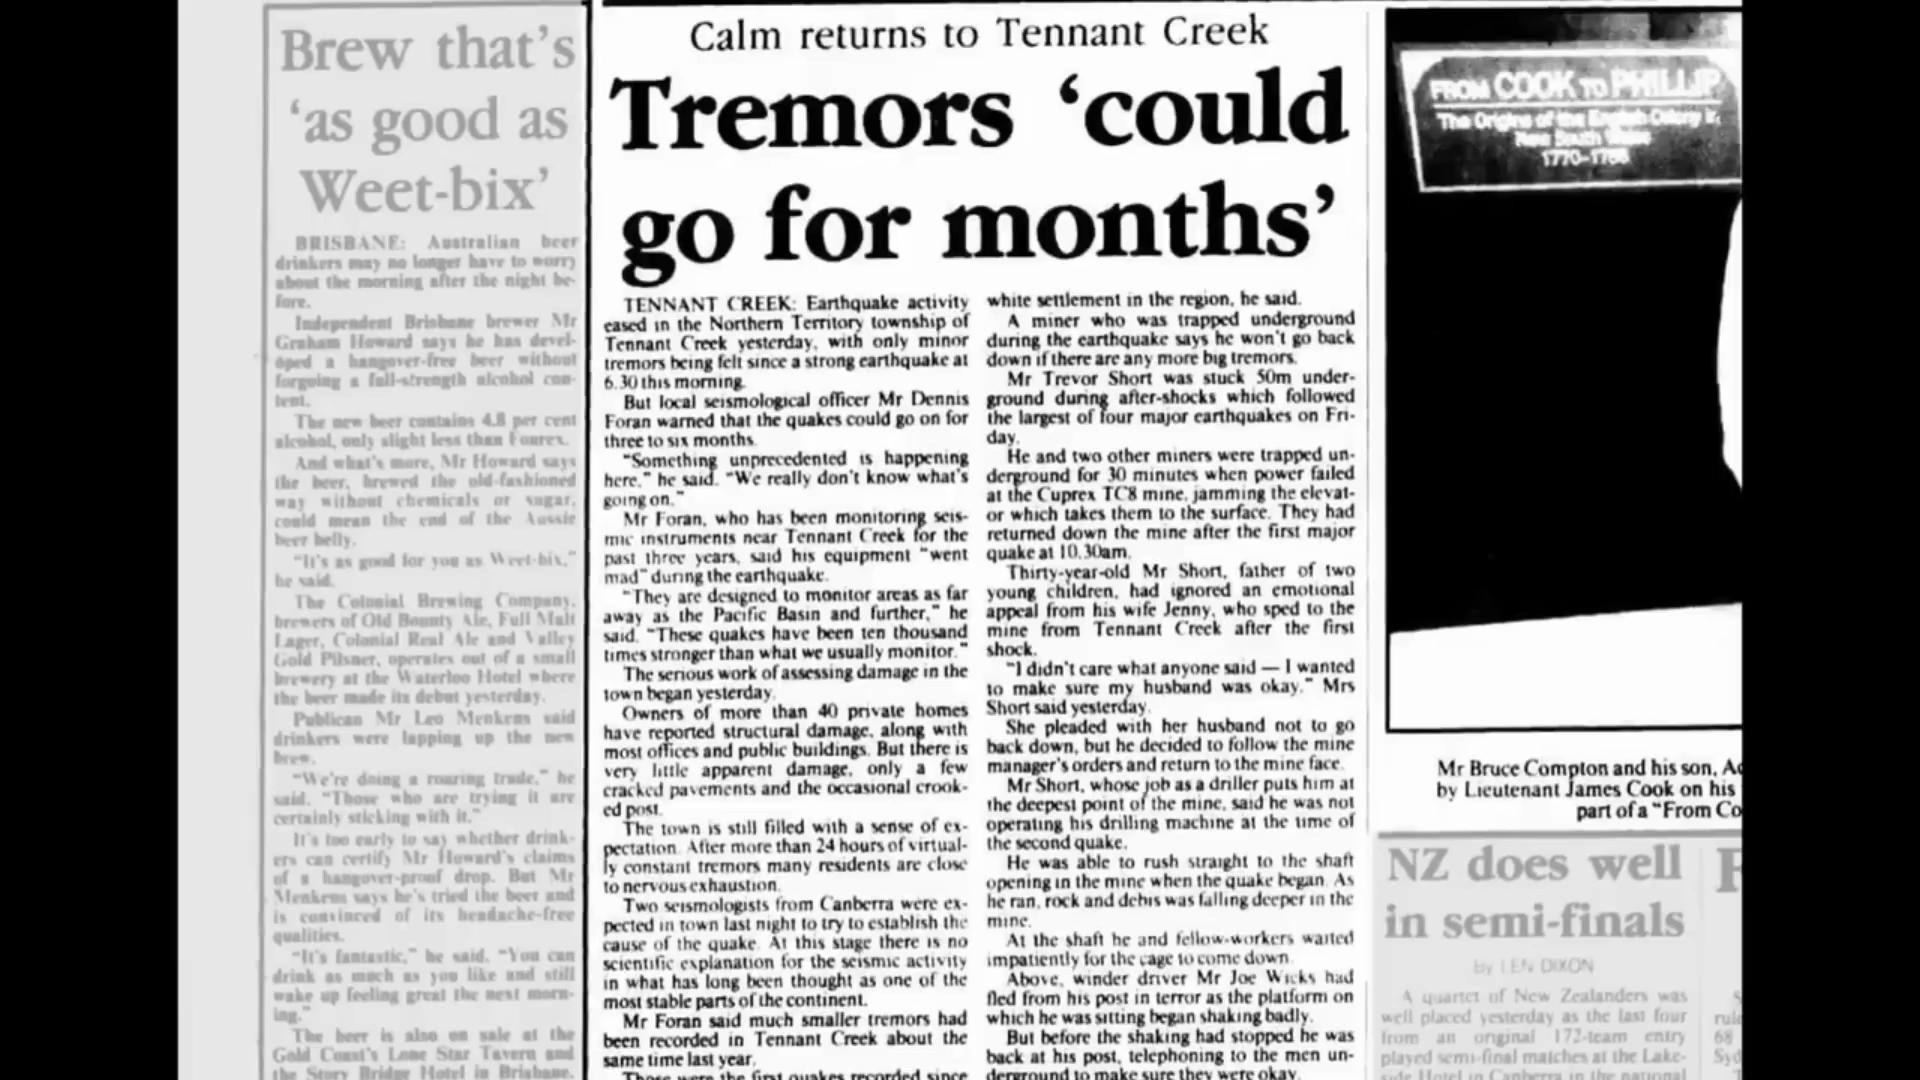 Brew that's
'as good as
Weet-bix'
BRISBANE: Australian beer
drinkers may no longer have to worry
about the morning after the night be-
fore.
Independent Brisbane brewer Mr
Graham Howard says he has devel-
oped a hangover-free beer without
forgoing a full-strength alcohol con-
tent.
The new beer contains 4.8 per cent
alcohol, only slight less than Fourex.
And what's more, Mr Howard says
the beer, brewed the old-fashioned
way without chemicals or sugar,
could mean the end of the Aussie
beer belly.
"It's as good for you as Weet-bix,"
he said.
The Colonial Brewing Company,
brewers of Old Bounty Ale, Full Malt
Lager, Colonial Real Ale and Valley
Gold Pilsner, operates out of a small
brewery at the Waterloo Hotel where
the beer made its debut yesterday.
Publican Mr Leo Menkens said
drinkers were lapping up the new
brew.
"We're doing a roaring trade," he
said. "Those who are trying it are
certainly sticking with it."
It's too early to say whether drink-
ers can certify Mr Howard's claims
of a hangover-proof drop. But Mr
Menkens says he's tried the beer and
is convinced of its headache-free
qualities.
"It's fantastic," he said. "You can
drink as much as you like and still
wake up feeling great the next morn-
ing."
The beer is also on sale at the
Gold Coast's Lone Star Tavern and
the Story Bridge Hotel in Brisbane.
Calm returns to Tennant Creek
Tremors 'could
go for months'
TENNANT CREEK: Earthquake activity
eased in the Northern Territory township of
Tennant Creek yesterday, with only minor
tremors being felt since a strong earthquake at
6.30 this morning.
But local seismological officer Mr Dennis
Foran warned that the quakes could go on for
three to six months.
"Something unprecedented is happening
here," he said. "We really don't know what's
going on."
Mr Foran, who has been monitoring seis-
mic instruments near Tennant Creek for the
past three years, said his equipment "went
mad" during the earthquake.
"They are designed to monitor areas as far
away as the Pacific Basin and further," he
said. "These quakes have been ten thousand
times stronger than what we usually monitor."
The serious work of assessing damage in the
town began yesterday.
Owners of more than 40 private homes
have reported structural damage, along with
most offices and public buildings. But there is
very little apparent damage, only a few
cracked pavements and the occasional crook-
ed post.
The town is still filled with a sense of ex-
pectation. After more than 24 hours of virtual-
ly constant tremors many residents are close
to nervous exhaustion.
Two seismologists from Canberra were ex-
pected in town last night to try to establish the
cause of the quake. At this stage there is no
scientific explanation for the seismic activity
in what has long been thought as one of the
most stable parts of the continent.
Mr Foran said much smaller tremors had
been recorded in Tennant Creek about the
same time last year.
These were the first quakes recorded since
white settlement in the region, he said.
A miner who was trapped underground
during the earthquake says he won't go back
down if there are any more big tremors.
Mr Trevor Short was stuck 50m under-
ground during after-shocks which followed
the largest of four major earthquakes on Fri-
day.
He and two other miners were trapped un-
derground for 30 minutes when power failed
at the Cuprex TC8 mine, jamming the elevat-
or which takes them to the surface. They had
returned down the mine after the first major
quake at 10.30am.
Thirty-year-old Mr Short, father of two
young children, had ignored an emotional
appeal from his wife Jenny, who sped to the
mine from Tennant Creek after the first
shock.
"I didn't care what anyone said — I wanted
to make sure my husband was okay," Mrs
Short said yesterday.
She pleaded with her husband not to go
back down, but he decided to follow the mine
manager's orders and return to the mine face.
Mr Short, whose job as a driller puts him at
the deepest point of the mine, said he was not
operating his drilling machine at the time of
the second quake.
He was able to rush straight to the shaft
opening in the mine when the quake began. As
he ran, rock and debis was falling deeper in the
mine.
At the shaft he and fellow-workers waited
impatiently for the cage to come down.
Above, winder driver Mr Joe Wicks had
fled from his post in terror as the platform on
which he was sitting began shaking badly.
But before the shaking had stopped he was
back at his post, telephoning to the men un-
derground to make sure they were okay.
FROM COOK TO PHILLIP
The Origins of the English Colony in
New South Wales
1770-1788
Mr Bruce Compton and his son, Ad
by Lieutenant James Cook on his
part of a "From Co
NZ does well
in semi-finals
By LEN DIXON
A quartet of New Zealanders was
well placed yesterday as the last four
from an original 172-team entry
played semi-final matches at the Lake-
side Hotel in Canberra in the national
F
S
rul
68
Syd